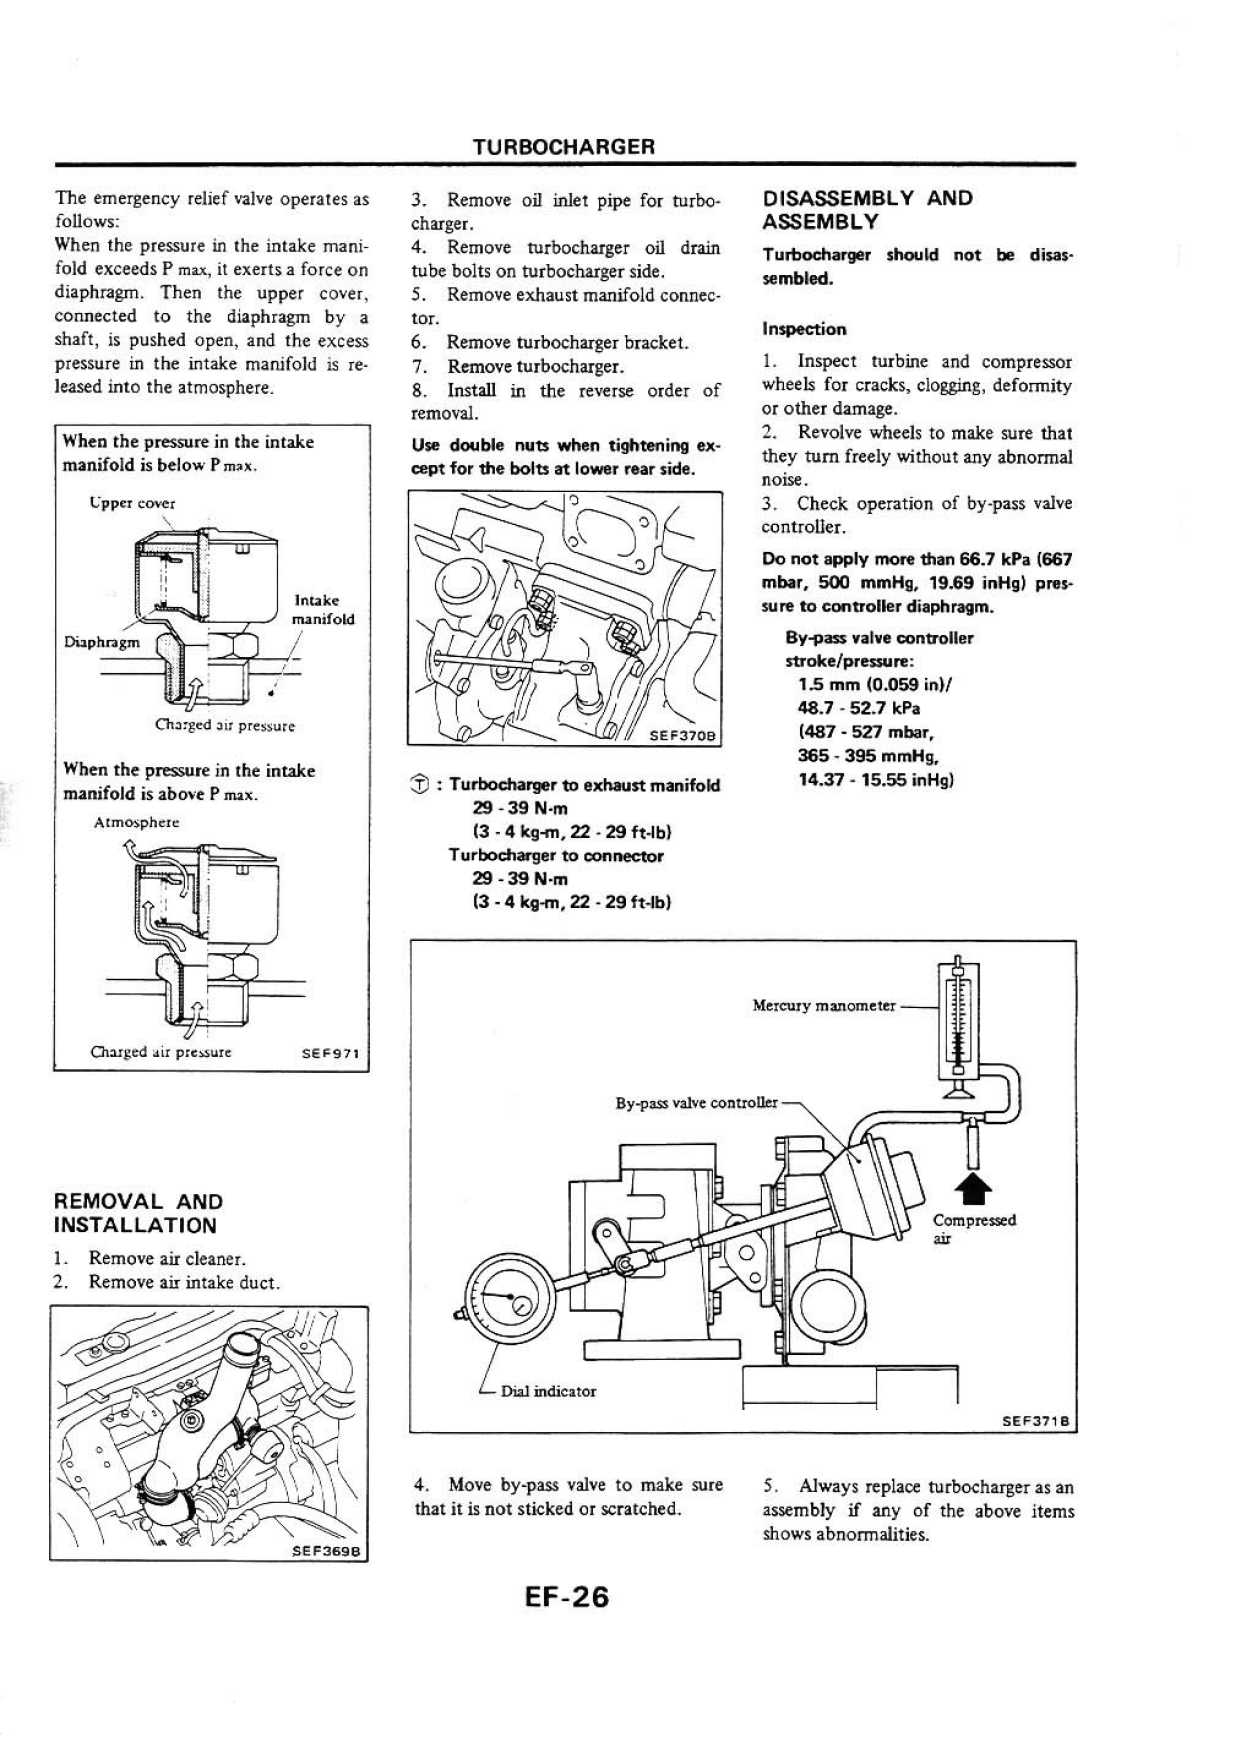 TURBOCHARGER
The emergency relief valve operates as
follows:
When the pressure in the intake mani-
fold exceeds P max, it exerts a force on
diaphragm. Then the upper cover,
connected to the diaphragm by a
shaft, is pushed open, and the excess
pressure in the intake manifold is re-
leased into the atmosphere.
When the pressure in the intake
manifold is below P max.
Upper cover
Intake
manifold
Diaphragm
Charged air pressure
When the pressure in the intake
manifold is above P max.
Atmosphere
Charged air pressure
SEF971
REMOVAL AND
INSTALLATION
1. Remove air cleaner.
2. Remove air intake duct.
SEF369B
3. Remove oil inlet pipe for turbo-
charger.
4. Remove turbocharger oil drain
tube bolts on turbocharger side.
5. Remove exhaust manifold connec-
tor.
6. Remove turbocharger bracket.
7. Remove turbocharger.
8. Install in the reverse order of
removal.
Use double nuts when tightening ex-
cept for the bolts at lower rear side.
SEF370B
Ⓣ : Turbocharger to exhaust manifold
29 - 39 N·m
(3 - 4 kg-m, 22 - 29 ft-lb)
Turbocharger to connector
29 - 39 N·m
(3 - 4 kg-m, 22 - 29 ft-lb)
DISASSEMBLY AND
ASSEMBLY
Turbocharger should not be disas-
sembled.
Inspection
1. Inspect turbine and compressor
wheels for cracks, clogging, deformity
or other damage.
2. Revolve wheels to make sure that
they turn freely without any abnormal
noise.
3. Check operation of by-pass valve
controller.
Do not apply more than 66.7 kPa (667
mbar, 500 mmHg, 19.69 inHg) pres-
sure to controller diaphragm.
By-pass valve controller
stroke/pressure:
1.5 mm (0.059 in)/
48.7 - 52.7 kPa
(487 - 527 mbar,
365 - 395 mmHg,
14.37 - 15.55 inHg)
Mercury manometer
By-pass valve controller
Compressed
air
Dial indicator
SEF371B
4. Move by-pass valve to make sure
that it is not sticked or scratched.
5. Always replace turbocharger as an
assembly if any of the above items
shows abnormalities.
EF-26